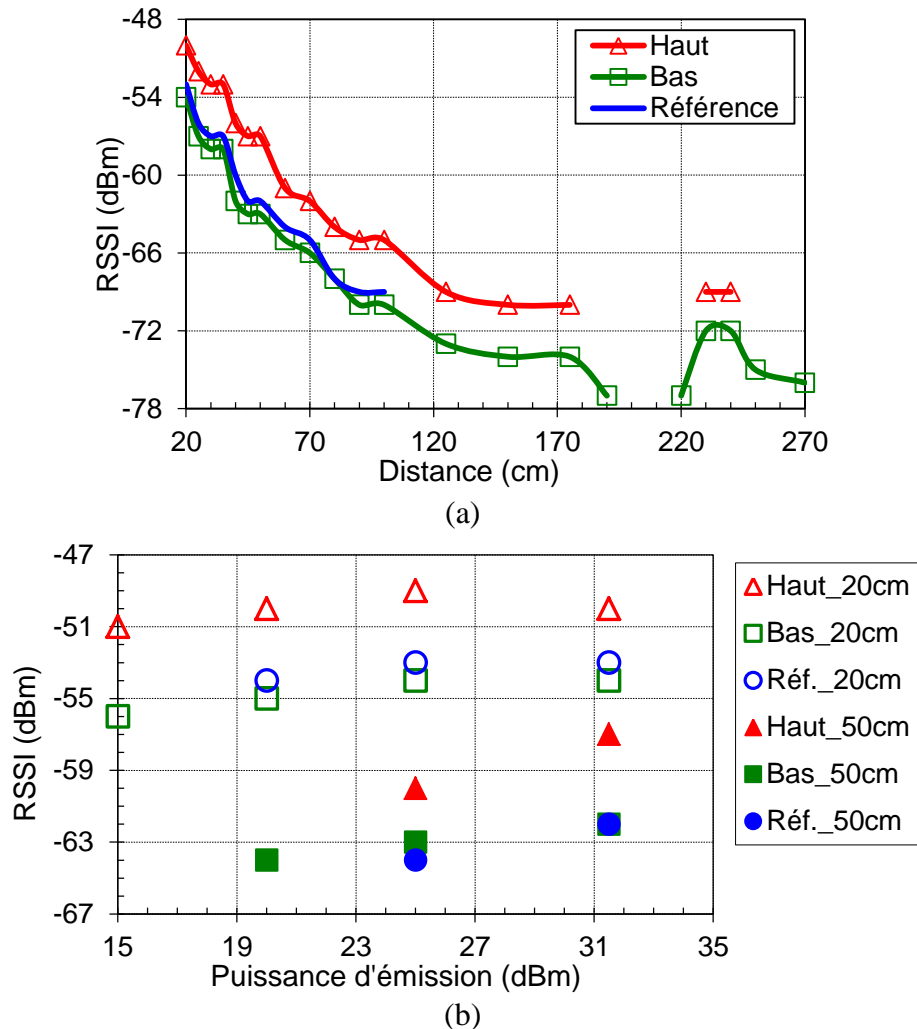 -48
-54
-60
-66
-72
-78
RSSI (dBm)
Haut
Bas
Référence
20 70 120 170 220 270
Distance (cm)
(a)
-47
-51
-55
-59
-63
-67
RSSI (dBm)
15 19 23 27 31 35
Puissance d'émission (dBm)
Haut_20cm
Bas_20cm
Réf._20cm
Haut_50cm
Bas_50cm
Réf._50cm
(b)